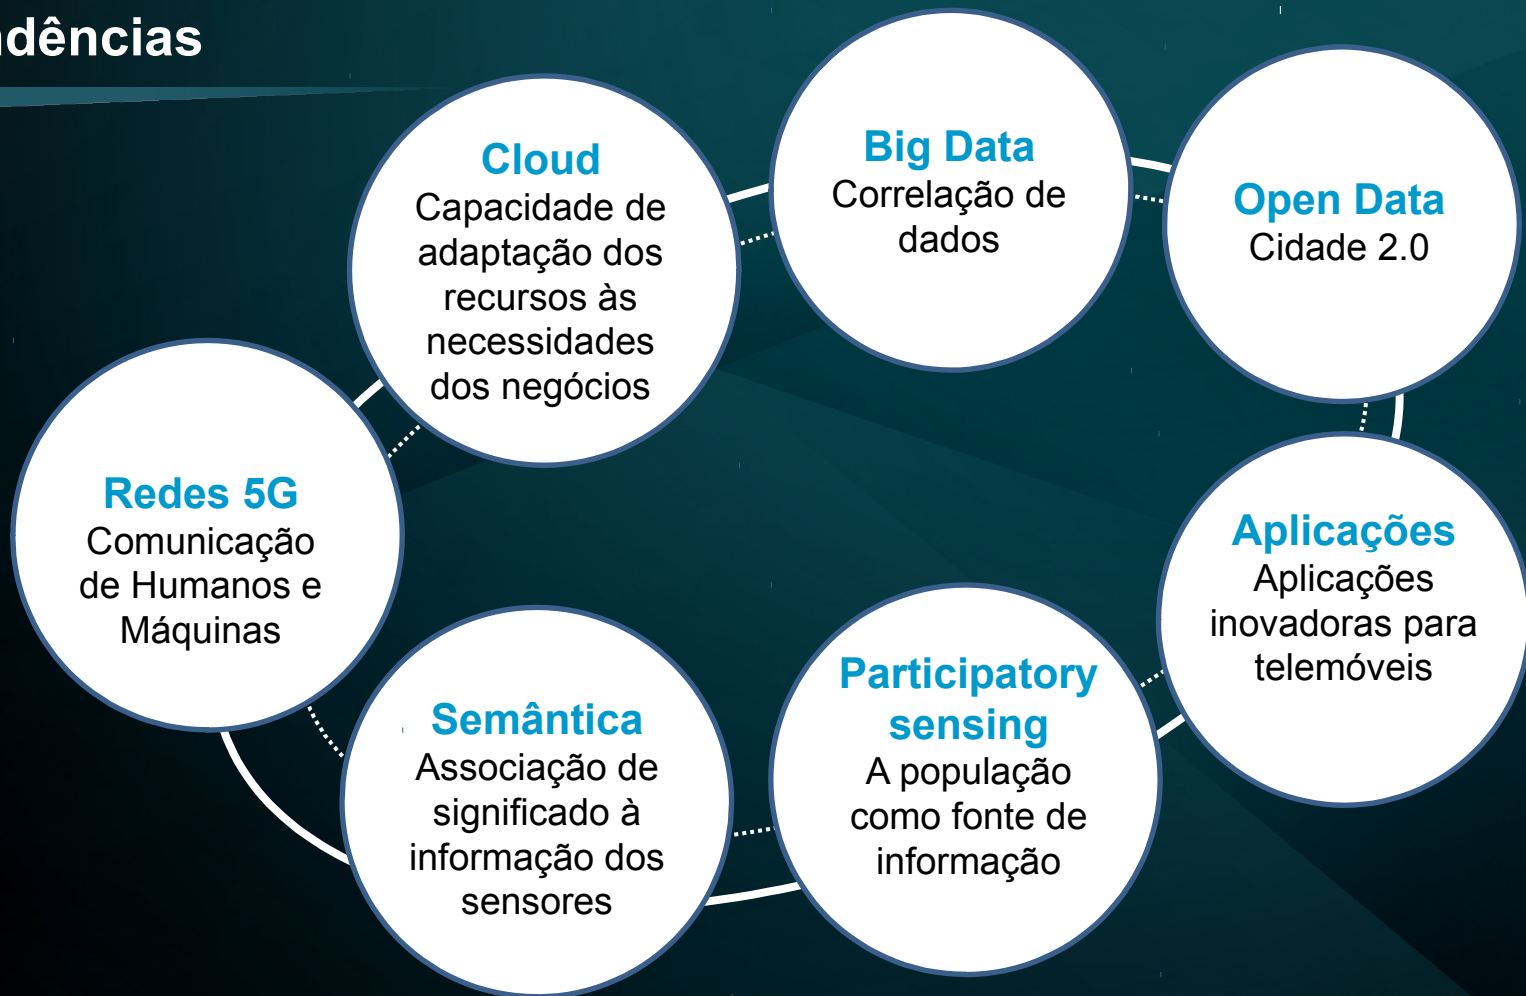 ndências
Cloud
Capacidade de
adaptação dos
recursos às
necessidades
dos negócios
Big Data
Correlação de
dados
Open Data
Cidade 2.0
Redes 5G
Comunicação
de Humanos e
Máquinas
Aplicações
Aplicações
inovadoras para
telemóveis
Semântica
Associação de
significado à
informação dos
sensores
Participatory
sensing
A população
como fonte de
informação